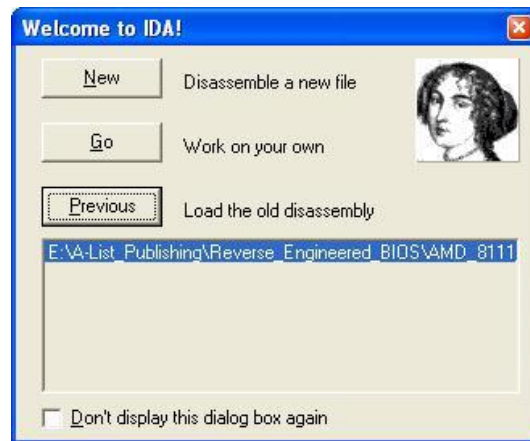 Welcome to IDA!
New Disassemble a new file
Go Work on your own
Previous Load the old disassembly
E:\A-List_Publishing\Reverse_Engineered_BIOS\AMD_8111
Don't display this dialog box again